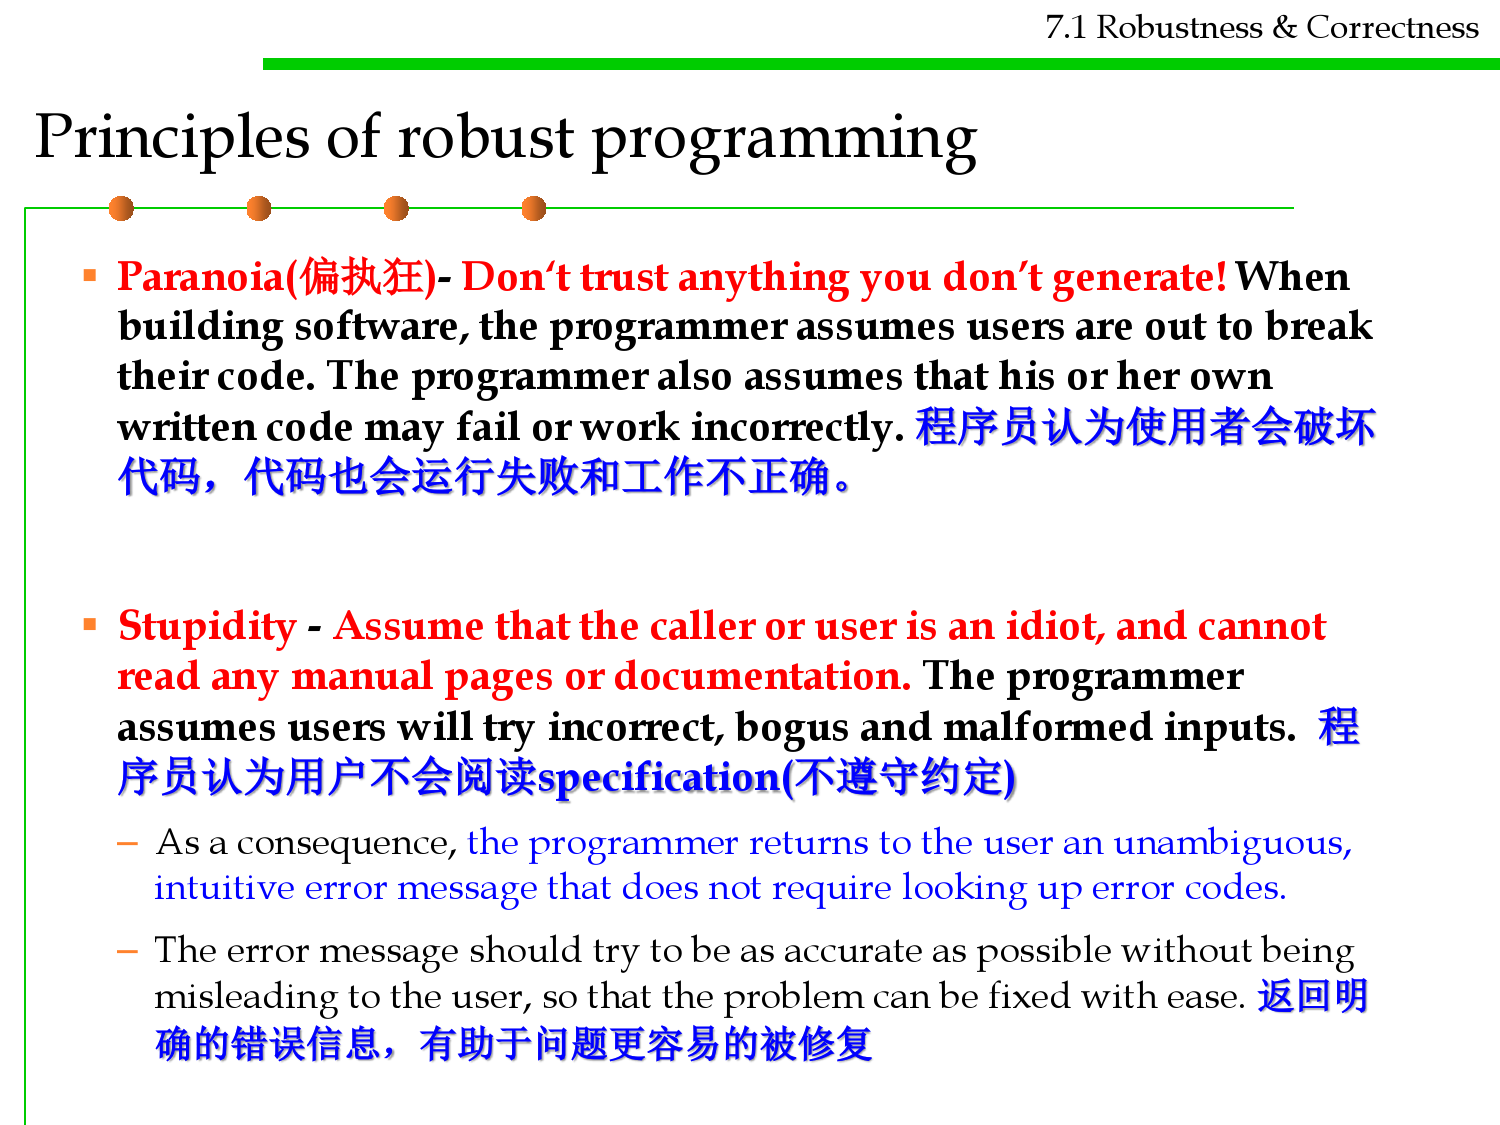 7.1 Robustness & Correctness
Principles of robust programming
▪ Paranoia(偏执狂)- Don‘t trust anything you don’t generate! When
building software, the programmer assumes users are out to break
their code. The programmer also assumes that his or her own
written code may fail or work incorrectly. 程序员认为使用者会破坏
代码，代码也会运行失败和工作不正确。
▪ Stupidity - Assume that the caller or user is an idiot, and cannot
read any manual pages or documentation. The programmer
assumes users will try incorrect, bogus and malformed inputs. 程
序员认为用户不会阅读specification(不遵守约定)
– As a consequence, the programmer returns to the user an unambiguous,
intuitive error message that does not require looking up error codes.
– The error message should try to be as accurate as possible without being
misleading to the user, so that the problem can be fixed with ease. 返回明
确的错误信息，有助于问题更容易的被修复